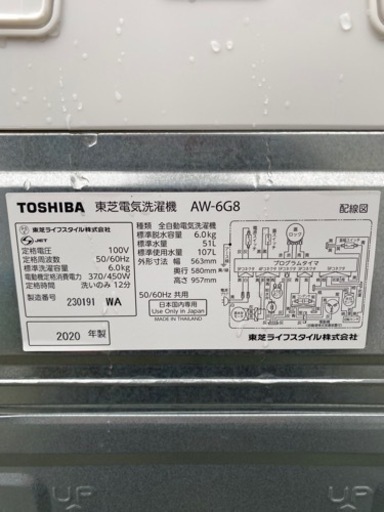 TOSHIBA 東芝電気洗濯機 AW-6G8 配線図
東芝ライフスタイル株式会社
JET
定格電圧 100V
定格周波数 50/60Hz
標準洗濯容量 6.0kg
電動機定格消費電力 370/450W
定格時間 洗いのみ 12分
製造番号 230191 WA
2020 年製
種類 全自動電気洗濯機
標準脱水容量 6.0kg
標準水量 51L
標準使用水量 107L
外形寸法 幅 563mm
奥行 580mm
高さ 957mm
50/60Hz 共用
日本国内専用
Use Only in Japan
MADE IN THAILAND
プログラムタイマ
東芝ライフスタイル株式会社
UP
UP